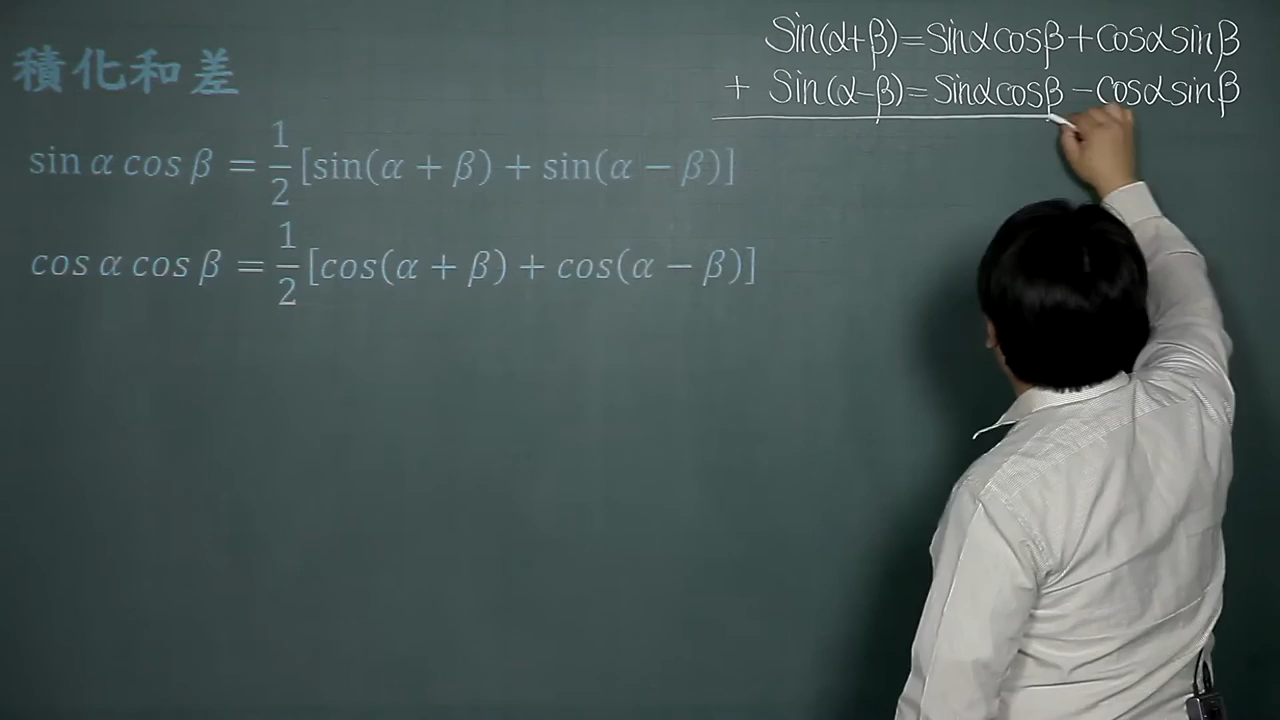 積化和差
sin α cos β = 1/2 [sin(α + β) + sin(α − β)]
cos α cos β = 1/2 [cos(α + β) + cos(α − β)]
Sin(α+β)=Sinαcosβ+Cosαsinβ
+ Sin(α−β)=Sinαcosβ−Cosαsinβ